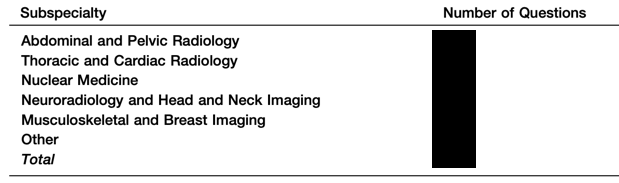 Subspecialty Number of Questions
Abdominal and Pelvic Radiology
Thoracic and Cardiac Radiology
Nuclear Medicine
Neuroradiology and Head and Neck Imaging
Musculoskeletal and Breast Imaging
Other
Total